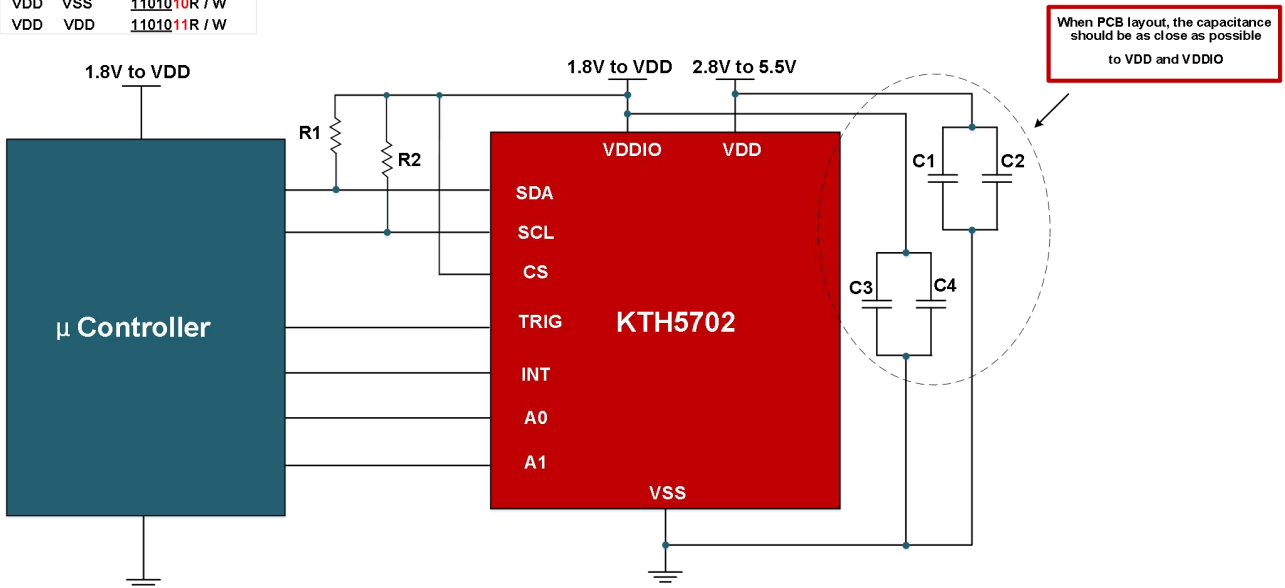 VDD VSS 1101010R / W
VDD VDD 1101011R / W
When PCB layout, the capacitance
should be as close as possible
to VDD and VDDIO
1.8V to VDD
1.8V to VDD
2.8V to 5.5V
R1
R2
VDDIO
VDD
C1
C2
SDA
SCL
CS
C3
C4
TRIG
KTH5702
μ Controller
INT
A0
A1
VSS